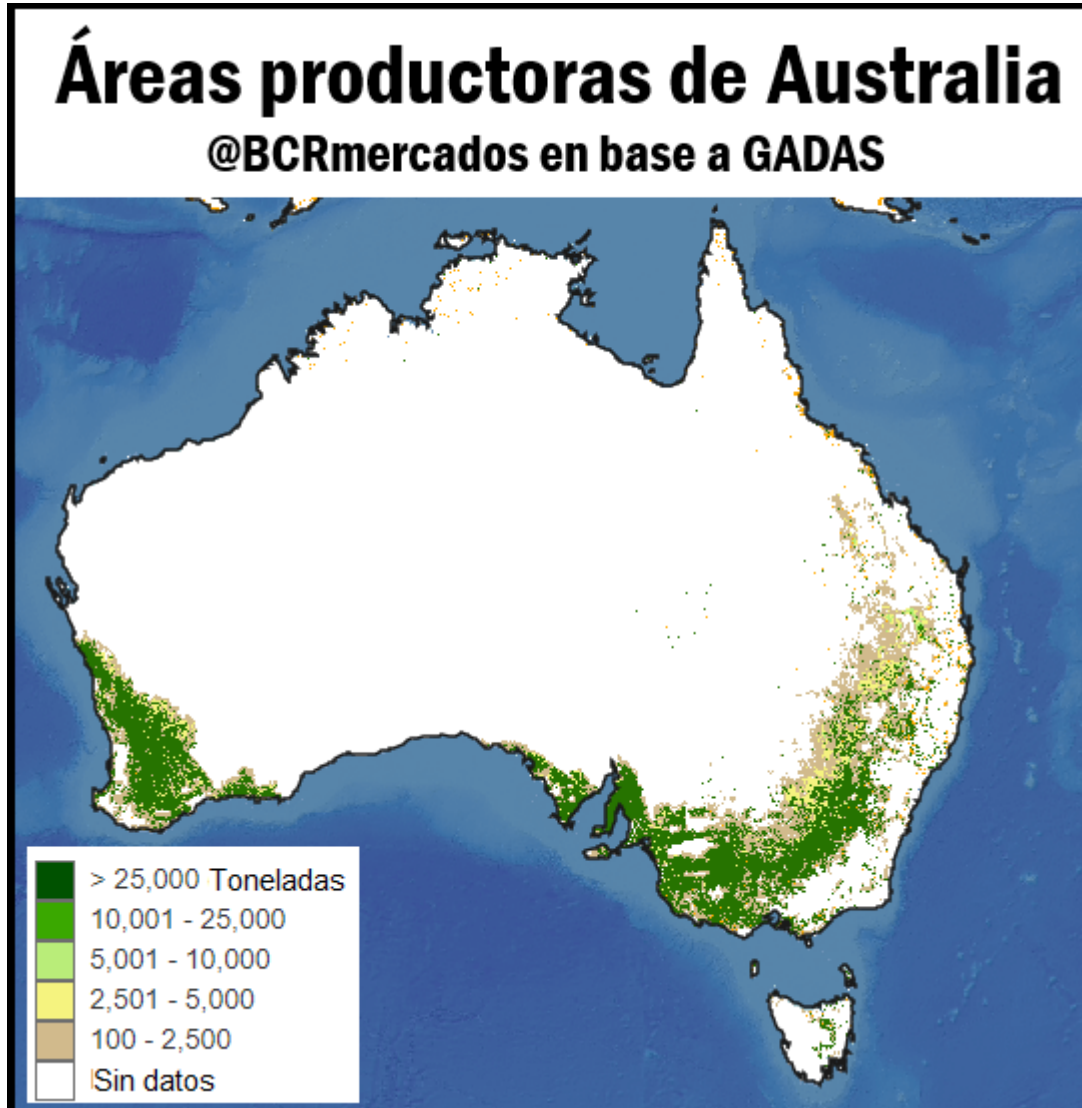 Áreas productoras de Australia
@BCRmercados en base a GADAS
> 25,000 Toneladas
10,001 - 25,000
5,001 - 10,000
2,501 - 5,000
100 - 2,500
Sin datos